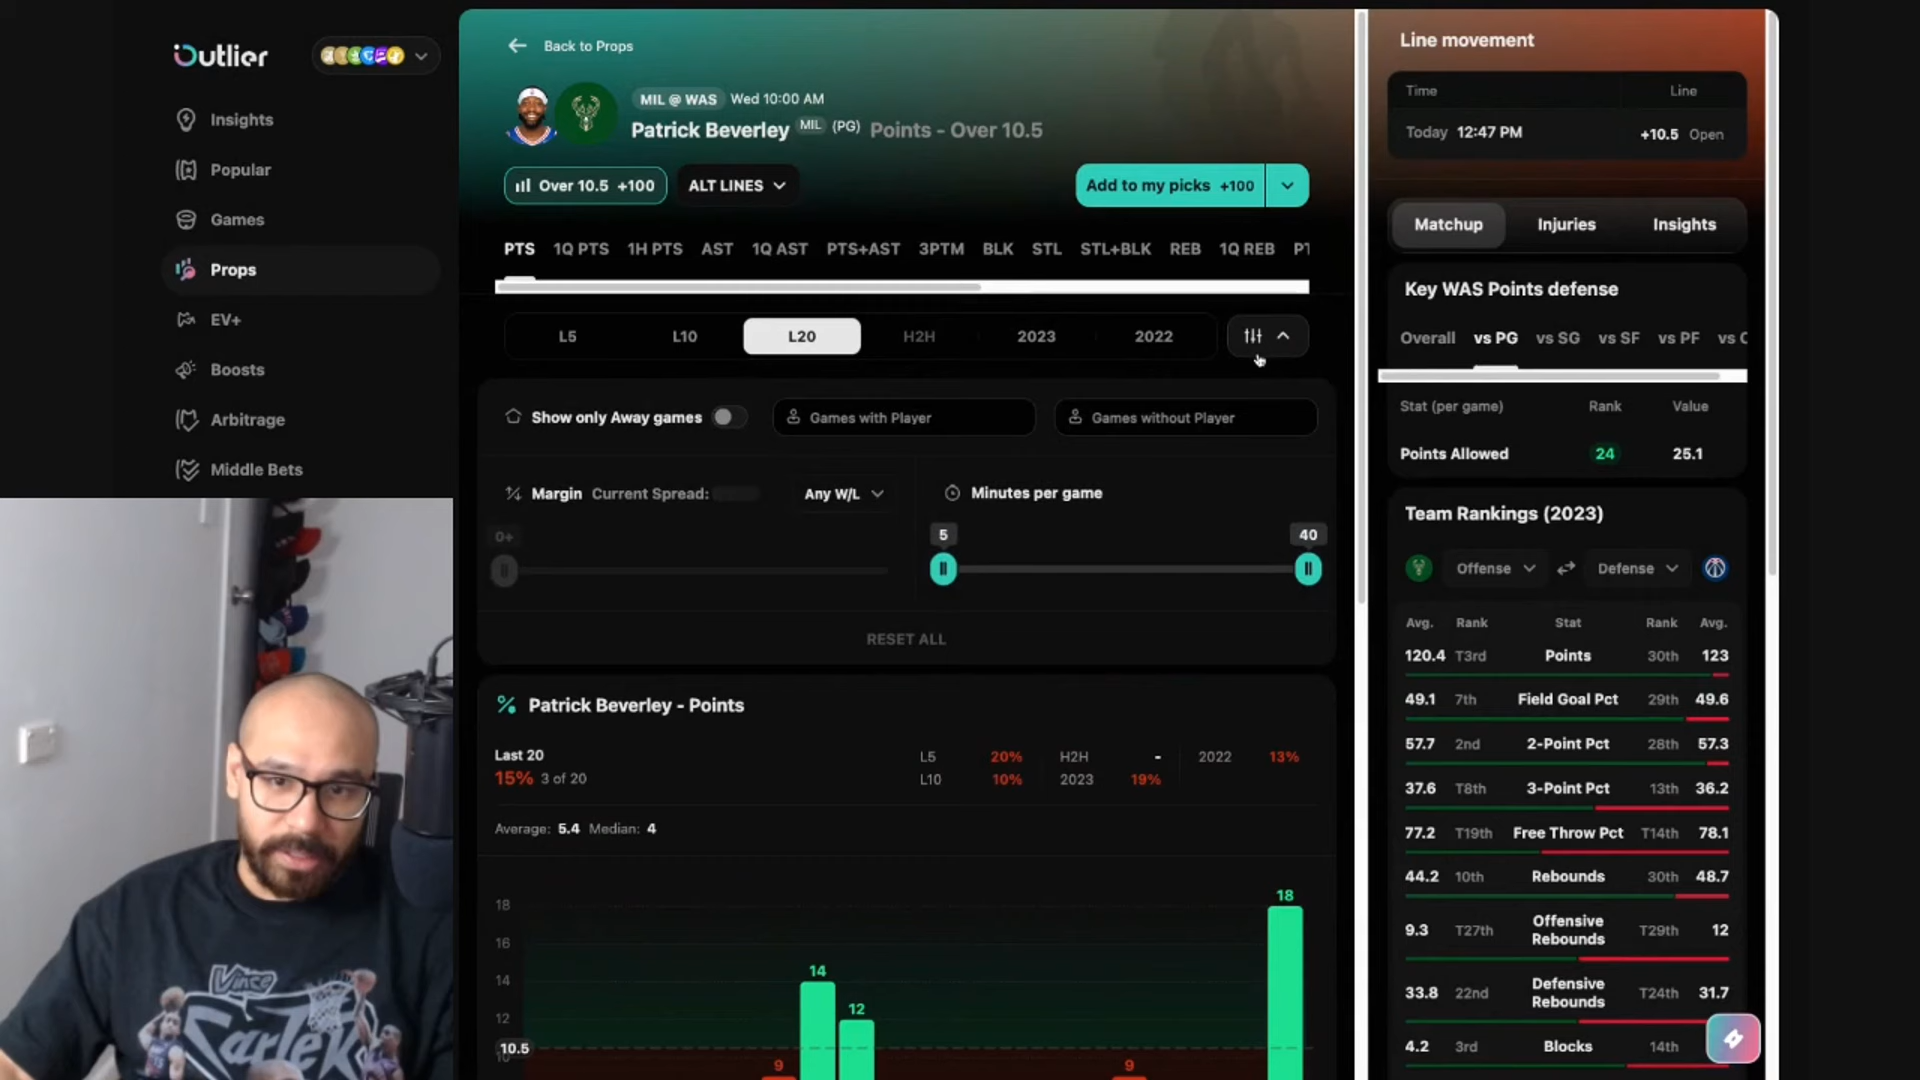 Outlier
Insights
Popular
Games
Props
EV+
Boosts
Arbitrage
Middle Bets
Back to Props
MIL @ WAS Wed 10:00 AM
Patrick Beverley MIL (PG) Points - Over 10.5
Over 10.5 +100
ALT LINES
Add to my picks +100
PTS 1Q PTS 1H PTS AST 1Q AST PTS+AST 3PTM BLK STL STL+BLK REB 1Q REB PT
L5 L10 L20 H2H 2023 2022
Show only Away games
Games with Player
Games without Player
Margin Current Spread:
Any W/L
Minutes per game
0+
5 40
RESET ALL
Patrick Beverley - Points
Last 20
15% 3 of 20
L5 20% H2H - 2022 13%
L10 10% 2023 19%
Average: 5.4 Median: 4
18
16
14
12
10.5
10
9
14
12
9
18
Line movement
Time Line
Today 12:47 PM +10.5 Open
Matchup Injuries Insights
Key WAS Points defense
Overall vs PG vs SG vs SF vs PF vs C
Stat (per game) Rank Value
Points Allowed 24 25.1
Team Rankings (2023)
Offense Defense
Avg. Rank Stat Rank Avg.
120.4 T3rd Points 30th 123
49.1 7th Field Goal Pct 29th 49.6
57.7 2nd 2-Point Pct 28th 57.3
37.6 T8th 3-Point Pct 13th 36.2
77.2 T19th Free Throw Pct T14th 78.1
44.2 10th Rebounds 30th 48.7
9.3 T27th Offensive Rebounds T29th 12
33.8 22nd Defensive Rebounds T24th 31.7
4.2 3rd Blocks 14th
Vince
Carter